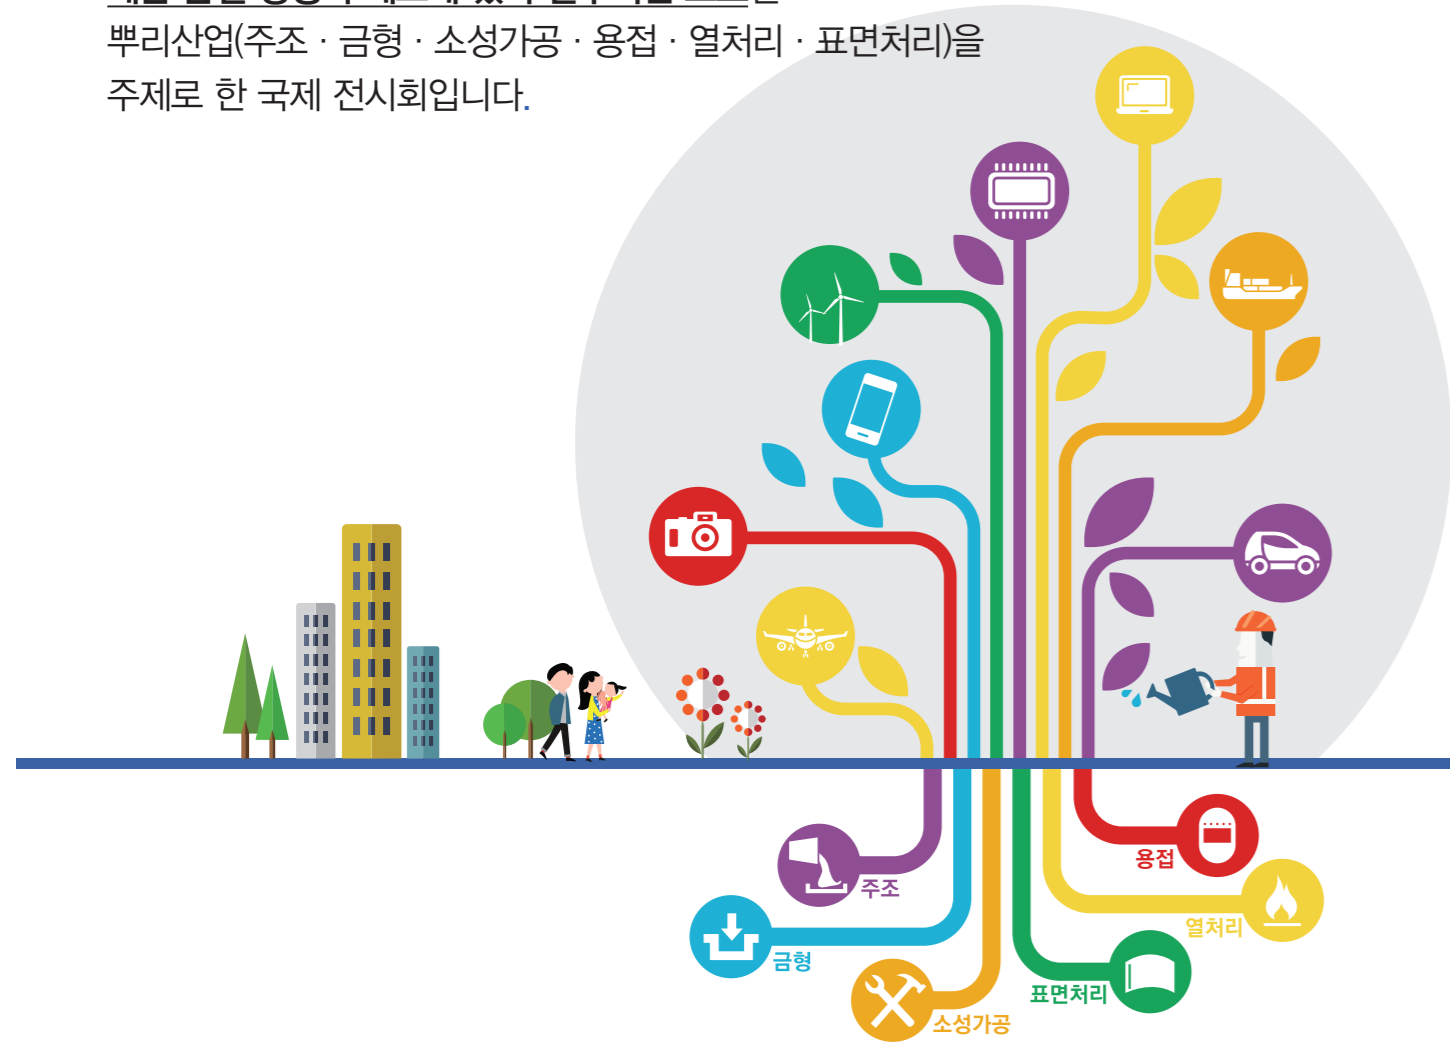 뿌리산업(주조 · 금형 · 소성가공 · 용접 · 열처리 · 표면처리)을
주제로 한 국제 전시회입니다.
용접
주조
열처리
금형
표면처리
소성가공